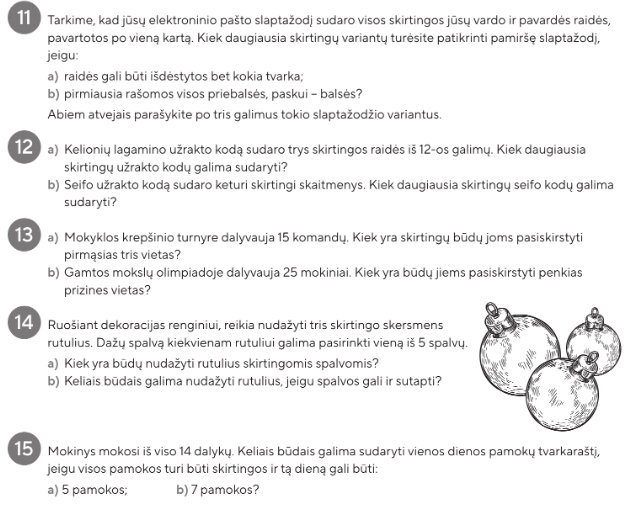 11 Tarkime, kad jūsų elektroninio pašto slaptažodį sudaro visos skirtingos jūsų vardo ir pavardės raidės,
pavartotos po vieną kartą. Kiek daugiausia skirtingų variantų turėsite patikrinti pamiršę slaptažodį,
jeigu:
a) raidės gali būti išdėstytos bet kokia tvarka;
b) pirmiausia rašomos visos priebalsės, paskui – balsės?
Abiem atvejais parašykite po tris galimus tokio slaptažodžio variantus.
12 a) Kelionių lagamino užrakto kodą sudaro trys skirtingos raidės iš 12-os galimų. Kiek daugiausia
skirtingų užrakto kodų galima sudaryti?
b) Seifo užrakto kodą sudaro keturi skirtingi skaitmenys. Kiek daugiausia skirtingų seifo kodų galima
sudaryti?
13 a) Mokyklos krepšinio turnyre dalyvauja 15 komandų. Kiek yra skirtingų būdų joms pasiskirstyti
pirmąsias tris vietas?
b) Gamtos mokslų olimpiadoje dalyvauja 25 mokiniai. Kiek yra būdų jiems pasiskirstyti penkias
prizines vietas?
14 Ruošiant dekoracijas renginiui, reikia nudažyti tris skirtingo skersmens
rutulius. Dažų spalvą kiekvienam rutuliui galima pasirinkti vieną iš 5 spalvų.
a) Kiek yra būdų nudažyti rutulius skirtingomis spalvomis?
b) Keliais būdais galima nudažyti rutulius, jeigu spalvos gali ir sutapti?
15 Mokinys mokosi iš viso 14 dalykų. Keliais būdais galima sudaryti vienos dienos pamokų tvarkaraštį,
jeigu visos pamokos turi būti skirtingos ir tą dieną gali būti:
a) 5 pamokos; b) 7 pamokos?